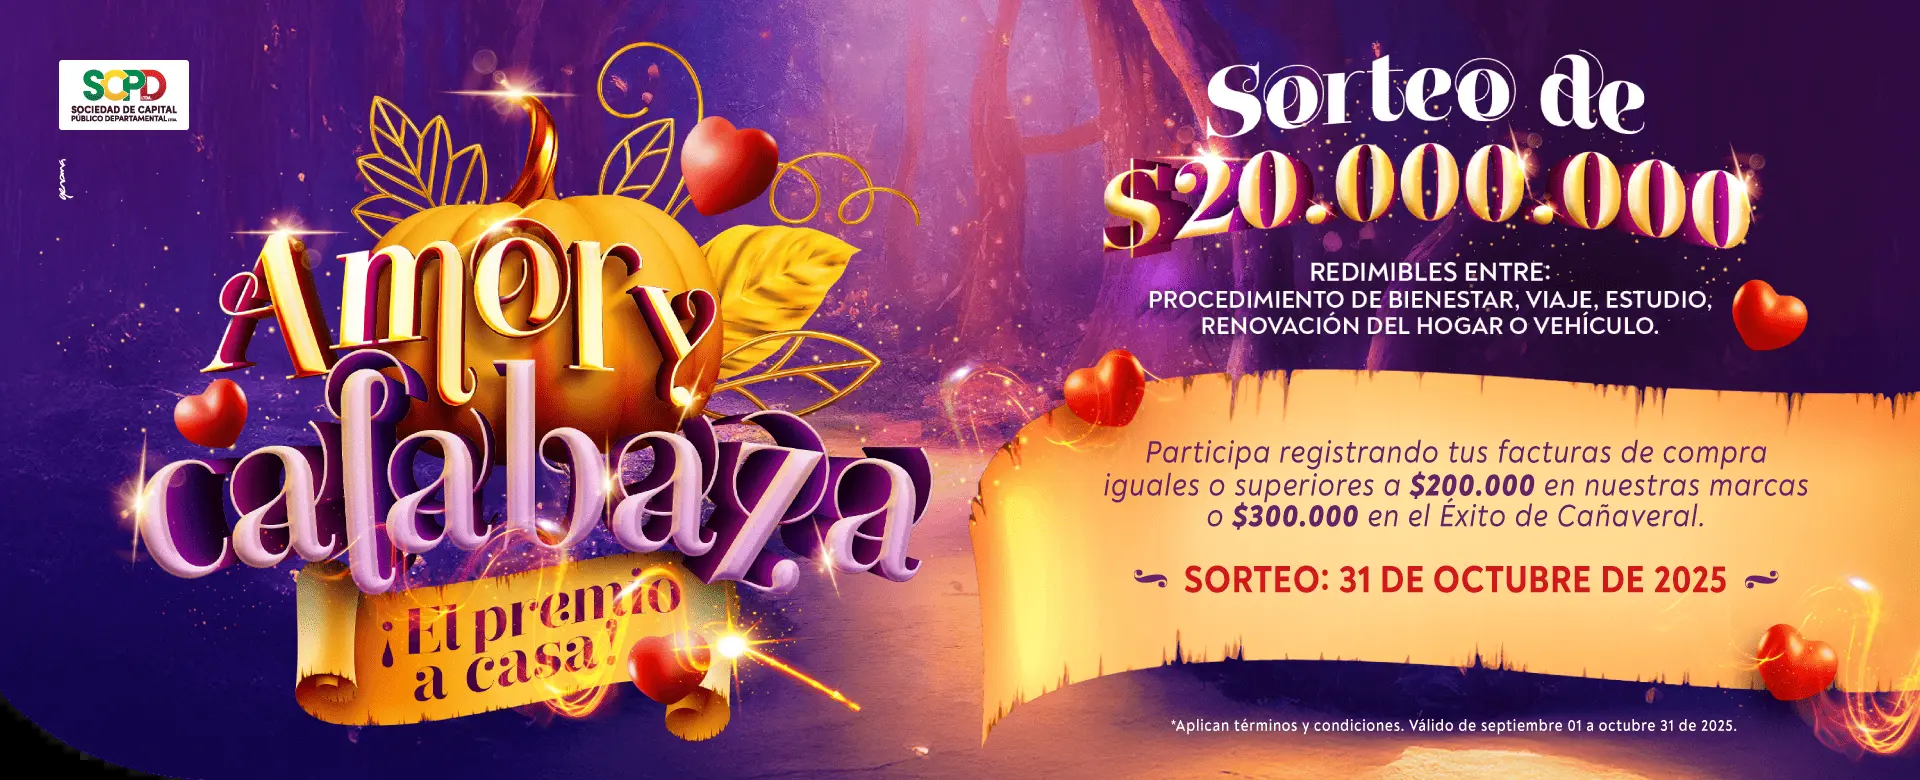 SCPD LTDA.
SOCIEDAD DE CAPITAL
PÚBLICO DEPARTAMENTAL LTDA.
Amor y
calabaza
¡El premio
a casa!
Sorteo de
$20.000.000
REDIMIBLES ENTRE:
PROCEDIMIENTO DE BIENESTAR, VIAJE, ESTUDIO,
RENOVACIÓN DEL HOGAR O VEHÍCULO.
Participa registrando tus facturas de compra
iguales o superiores a $200.000 en nuestras marcas
o $300.000 en el Éxito de Cañaveral.
SORTEO: 31 DE OCTUBRE DE 2025
*Aplican términos y condiciones. Válido de septiembre 01 a octubre 31 de 2025.